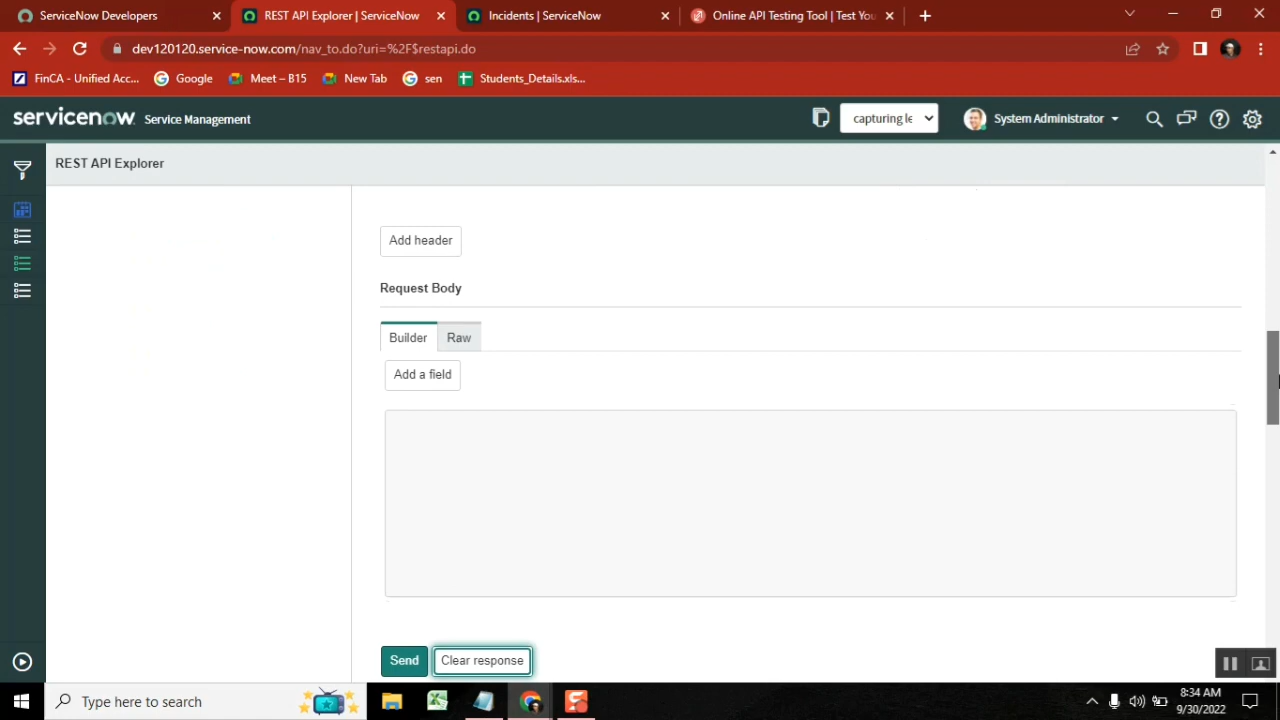 ServiceNow Developers
REST API Explorer | ServiceNow
Incidents | ServiceNow
Online API Testing Tool | Test You
dev120120.service-now.com/nav_to.do?uri=%2F$restapi.do
FinCA - Unified Acc...
Google
Meet – B15
New Tab
sen
Students_Details.xls...
servicenow. Service Management
capturing le
System Administrator
REST API Explorer
Add header
Request Body
Builder
Raw
Add a field
Send
Clear response
Type here to search
8:34 AM
9/30/2022